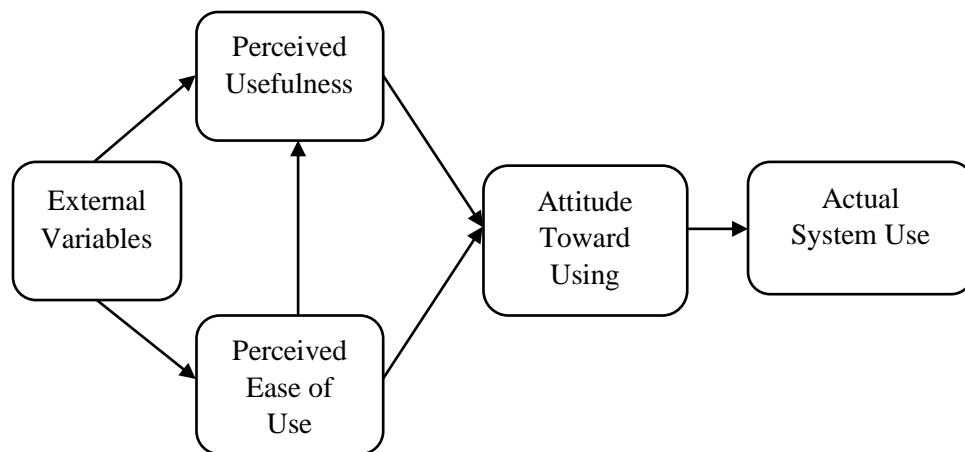 Perceived
Usefulness
External
Variables
Perceived
Ease of
Use
Attitude
Toward
Using
Actual
System Use